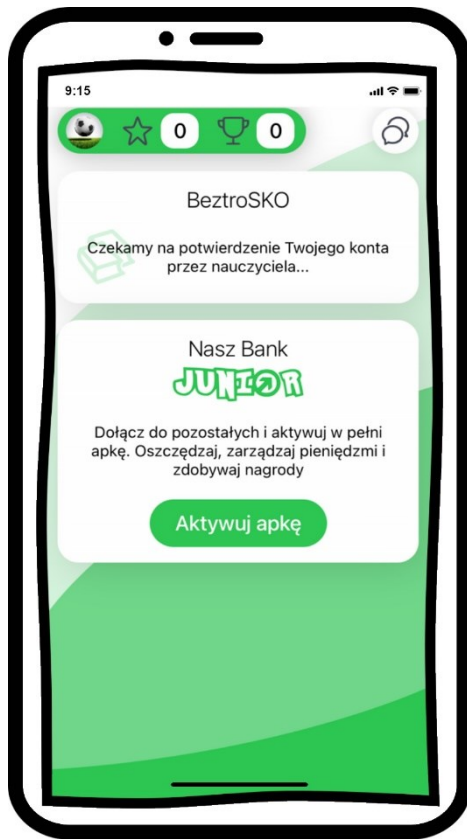 9:15
0 0
BeztroSKO
Czekamy na potwierdzenie Twojego konta
przez nauczyciela...
Nasz Bank
JUNIOR
Dołącz do pozostałych i aktywuj w pełni
apkę. Oszczędzaj, zarządzaj pieniędzmi i
zdobywaj nagrody
Aktywuj apkę